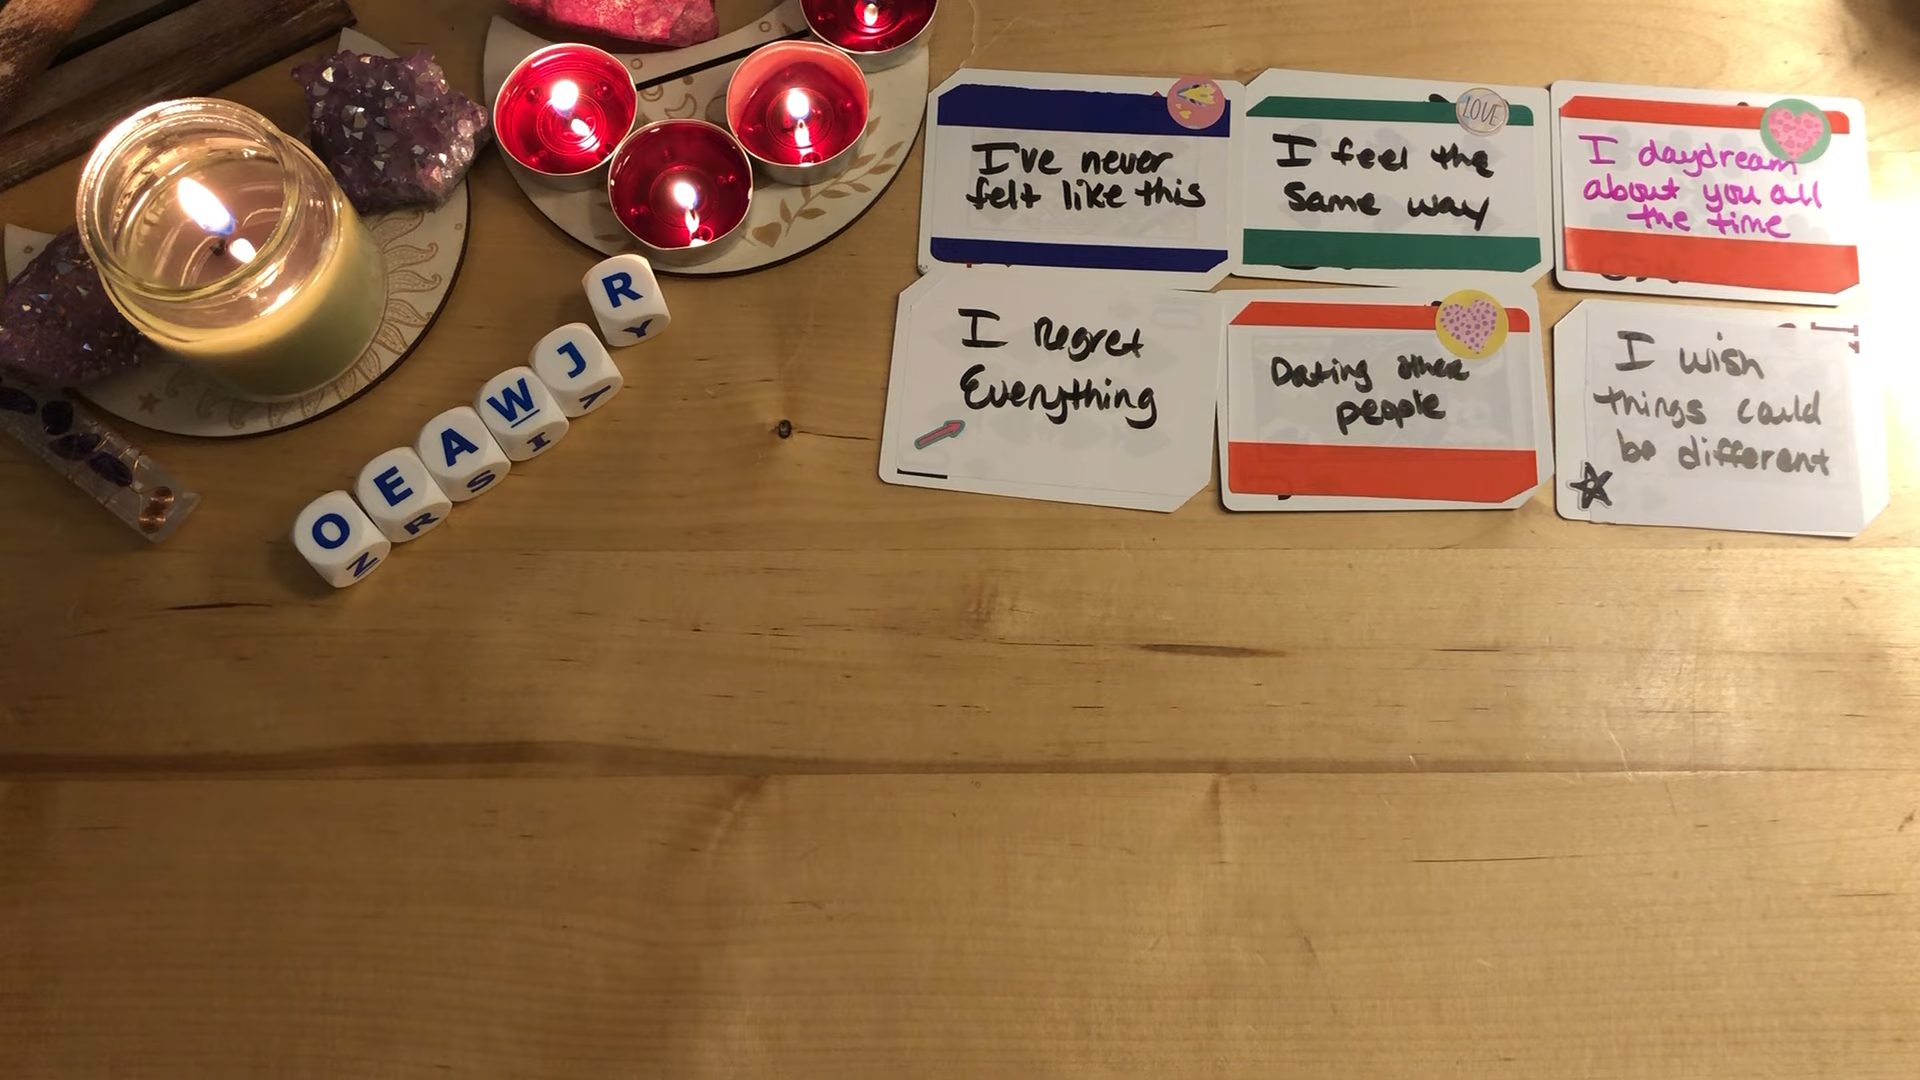 I've never
felt like this
I feel the
same way
LOVE
I daydream
about you all
the time
I Regret
Everything
Dating other
people
I wish
things could
be different
R
Y
J
W
I
A
S
E
R
O
N